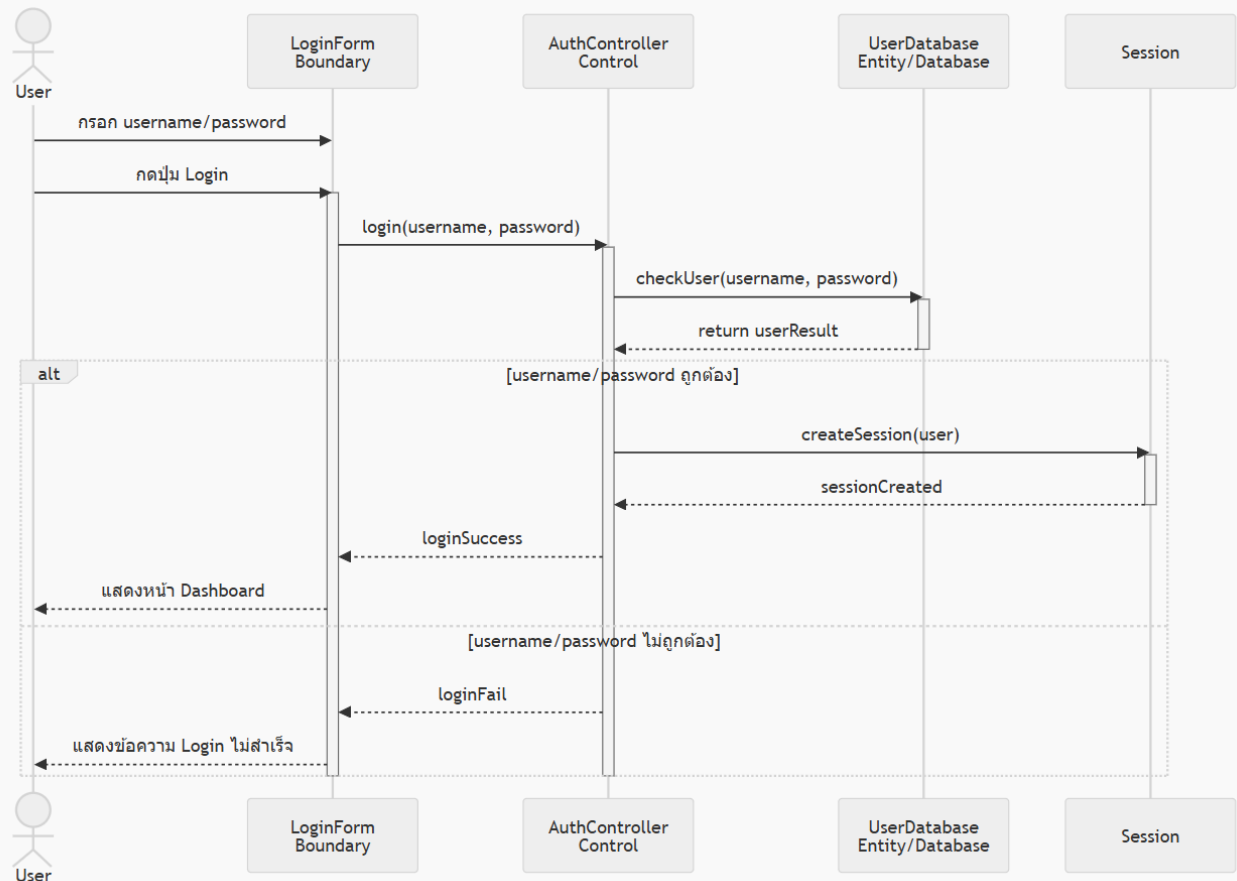 User
LoginForm
Boundary
AuthController
Control
UserDatabase
Entity/Database
Session
กรอก username/password
กดปุ่ม Login
login(username, password)
checkUser(username, password)
return userResult
alt
[username/password ถูกต้อง]
createSession(user)
sessionCreated
loginSuccess
แสดงหน้า Dashboard
[username/password ไม่ถูกต้อง]
loginFail
แสดงข้อความ Login ไม่สำเร็จ
User
LoginForm
Boundary
AuthController
Control
UserDatabase
Entity/Database
Session